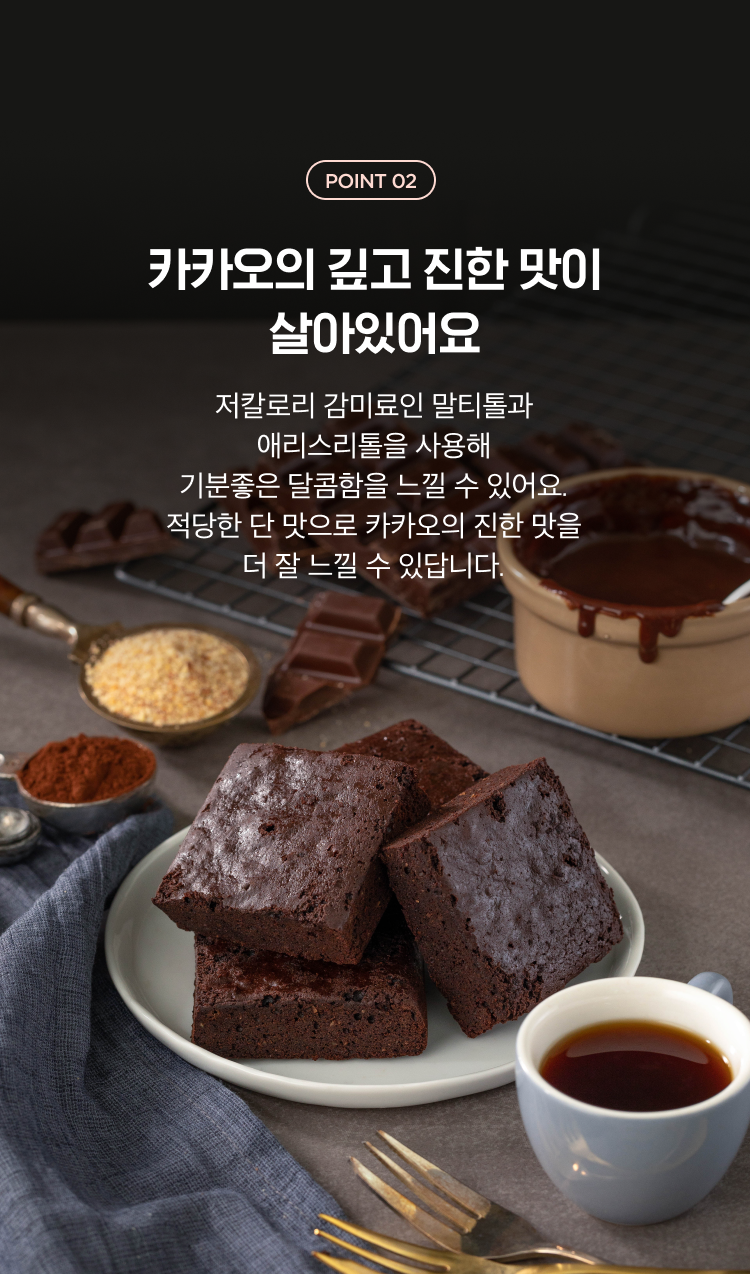 POINT 02
카카오의 깊고 진한 맛이
살아있어요
저칼로리 감미료인 말티톨과
애리스리톨을 사용해
기분좋은 달콤함을 느낄 수 있어요.
적당한 단 맛으로 카카오의 진한 맛을
더 잘 느낄 수 있답니다.